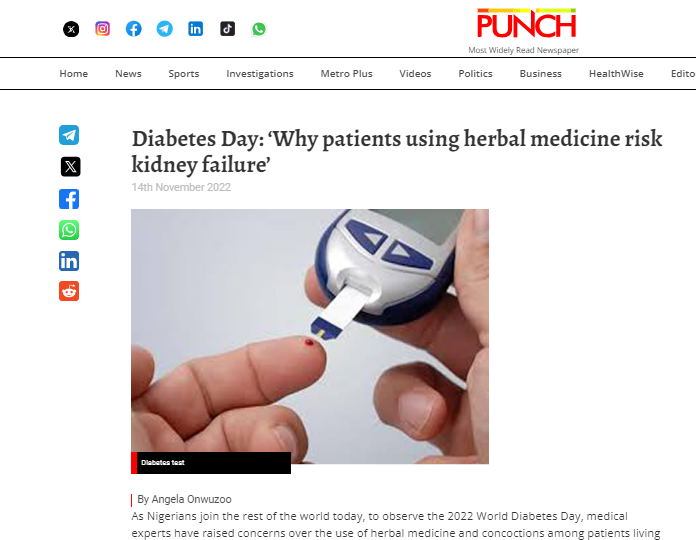 PUNCH
Most Widely Read Newspaper
Home News Sports Investigations Metro Plus Videos Politics Business HealthWise Edito
Diabetes Day: ‘Why patients using herbal medicine risk
kidney failure’
14th November 2022
Diabetes test
By Angela Onwuzoo
As Nigerians join the rest of the world today, to observe the 2022 World Diabetes Day, medical
experts have raised concerns over the use of herbal medicine and concoctions among patients living